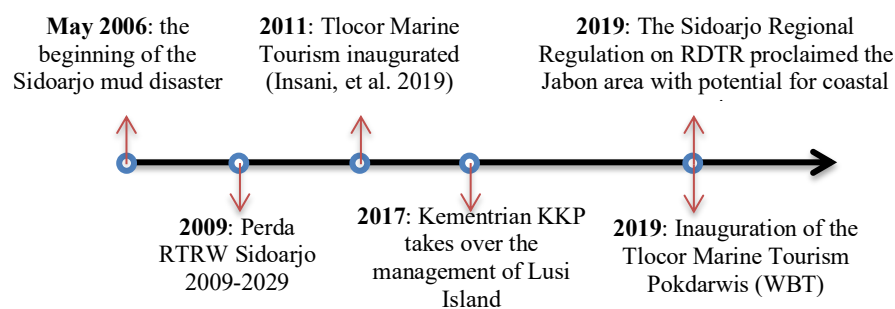 May 2006: the
beginning of the
Sidoarjo mud disaster
2011: Tlocor Marine
Tourism inaugurated
(Insani, et al. 2019)
2019: The Sidoarjo Regional
Regulation on RDTR proclaimed the
Jabon area with potential for coastal
2009: Perda
RTRW Sidoarjo
2009-2029
2017: Kementrian KKP
takes over the
management of Lusi
Island
2019: Inauguration of the
Tlocor Marine Tourism
Pokdarwis (WBT)